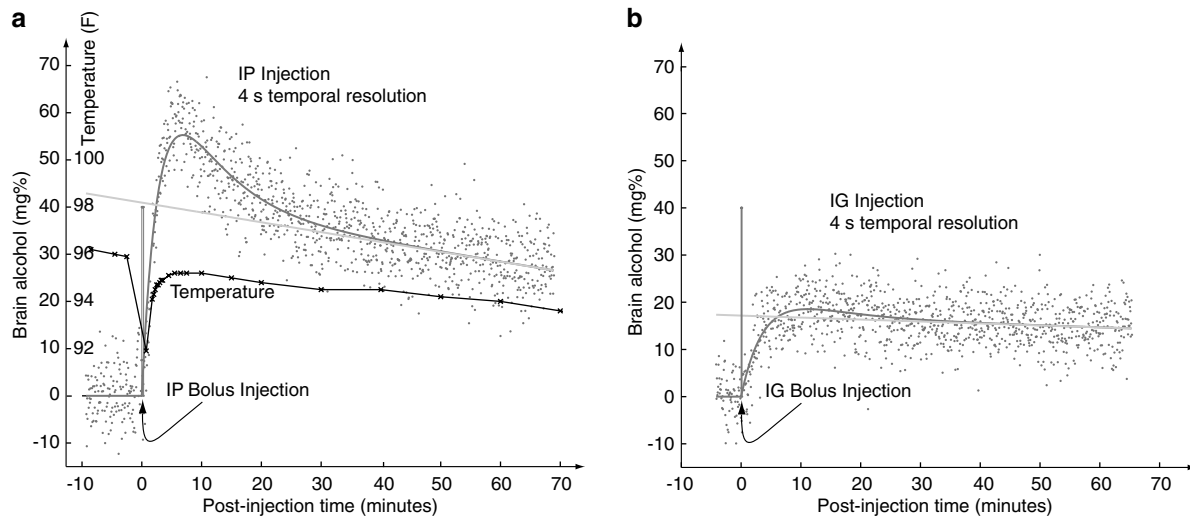 a
Temperature (F)
Brain alcohol (mg%)
70
60
50
40
30
20
10
0
-10
100
98
96
94
92
IP Injection
4 s temporal resolution
Temperature
IP Bolus Injection
-10 0 10 20 30 40 50 60 70
Post-injection time (minutes)
b
Brain alcohol (mg%)
70
60
50
40
30
20
10
0
-10
IG Injection
4 s temporal resolution
IG Bolus Injection
-10 0 10 20 30 40 50 60 70
Post-injection time (minutes)